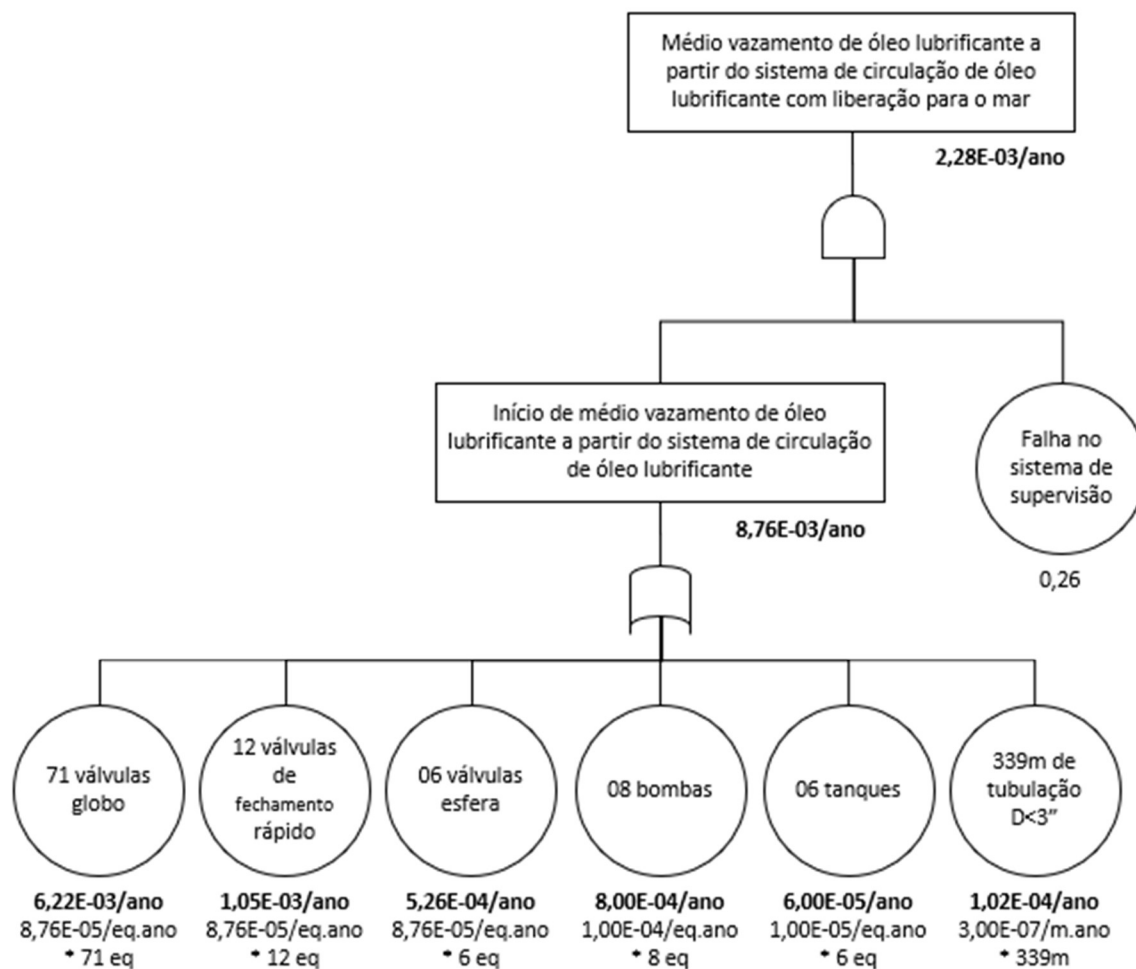 Médio vazamento de óleo lubrificante a
partir do sistema de circulação de óleo
lubrificante com liberação para o mar
2,28E-03/ano
Início de médio vazamento de óleo
lubrificante a partir do sistema de circulação
de óleo lubrificante
8,76E-03/ano
Falha no
sistema de
supervisão
0,26
71 válvulas
globo
6,22E-03/ano
8,76E-05/eq.ano
* 71 eq
12 válvulas
de
fechamento
rápido
1,05E-03/ano
8,76E-05/eq.ano
* 12 eq
06 válvulas
esfera
5,26E-04/ano
8,76E-05/eq.ano
* 6 eq
08 bombas
8,00E-04/ano
1,00E-04/eq.ano
* 8 eq
06 tanques
6,00E-05/ano
1,00E-05/eq.ano
* 6 eq
339m de
tubulação
D<3”
1,02E-04/ano
3,00E-07/m.ano
* 339m